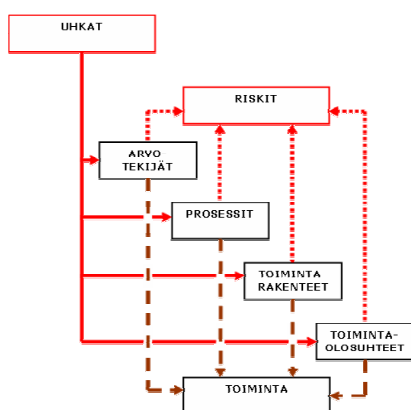 UHKAT
RISKIT
ARVO
TEKIJÄT
PROSESSIT
TOIMINTA
RAKENTEET
TOIMINTA-
OLOSUHTEET
TOIMINTA